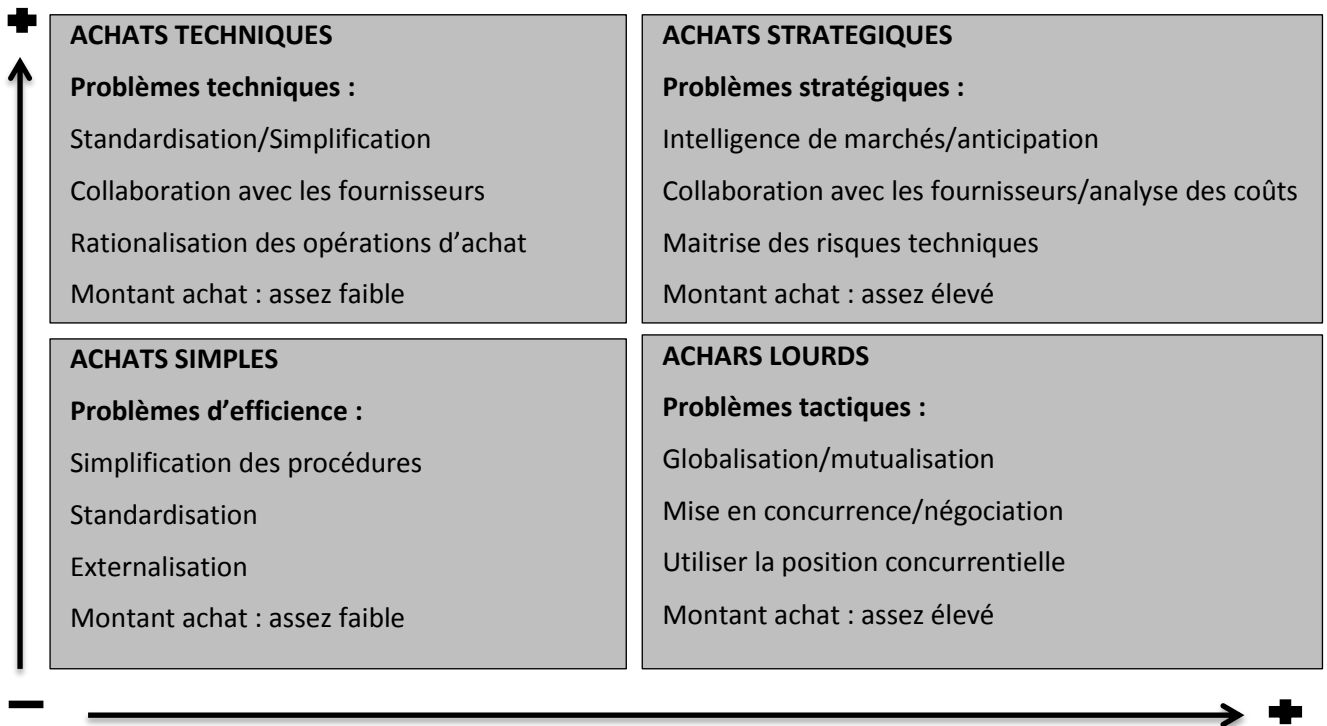 ACHATS TECHNIQUES
Problèmes techniques :
Standardisation/Simplification
Collaboration avec les fournisseurs
Rationalisation des opérations d’achat
Montant achat : assez faible
ACHATS STRATEGIQUES
Problèmes stratégiques :
Intelligence de marchés/anticipation
Collaboration avec les fournisseurs/analyse des coûts
Maitrise des risques techniques
Montant achat : assez élevé
ACHATS SIMPLES
Problèmes d’efficience :
Simplification des procédures
Standardisation
Externalisation
Montant achat : assez faible
ACHARS LOURDS
Problèmes tactiques :
Globalisation/mutualisation
Mise en concurrence/négociation
Utiliser la position concurrentielle
Montant achat : assez élevé